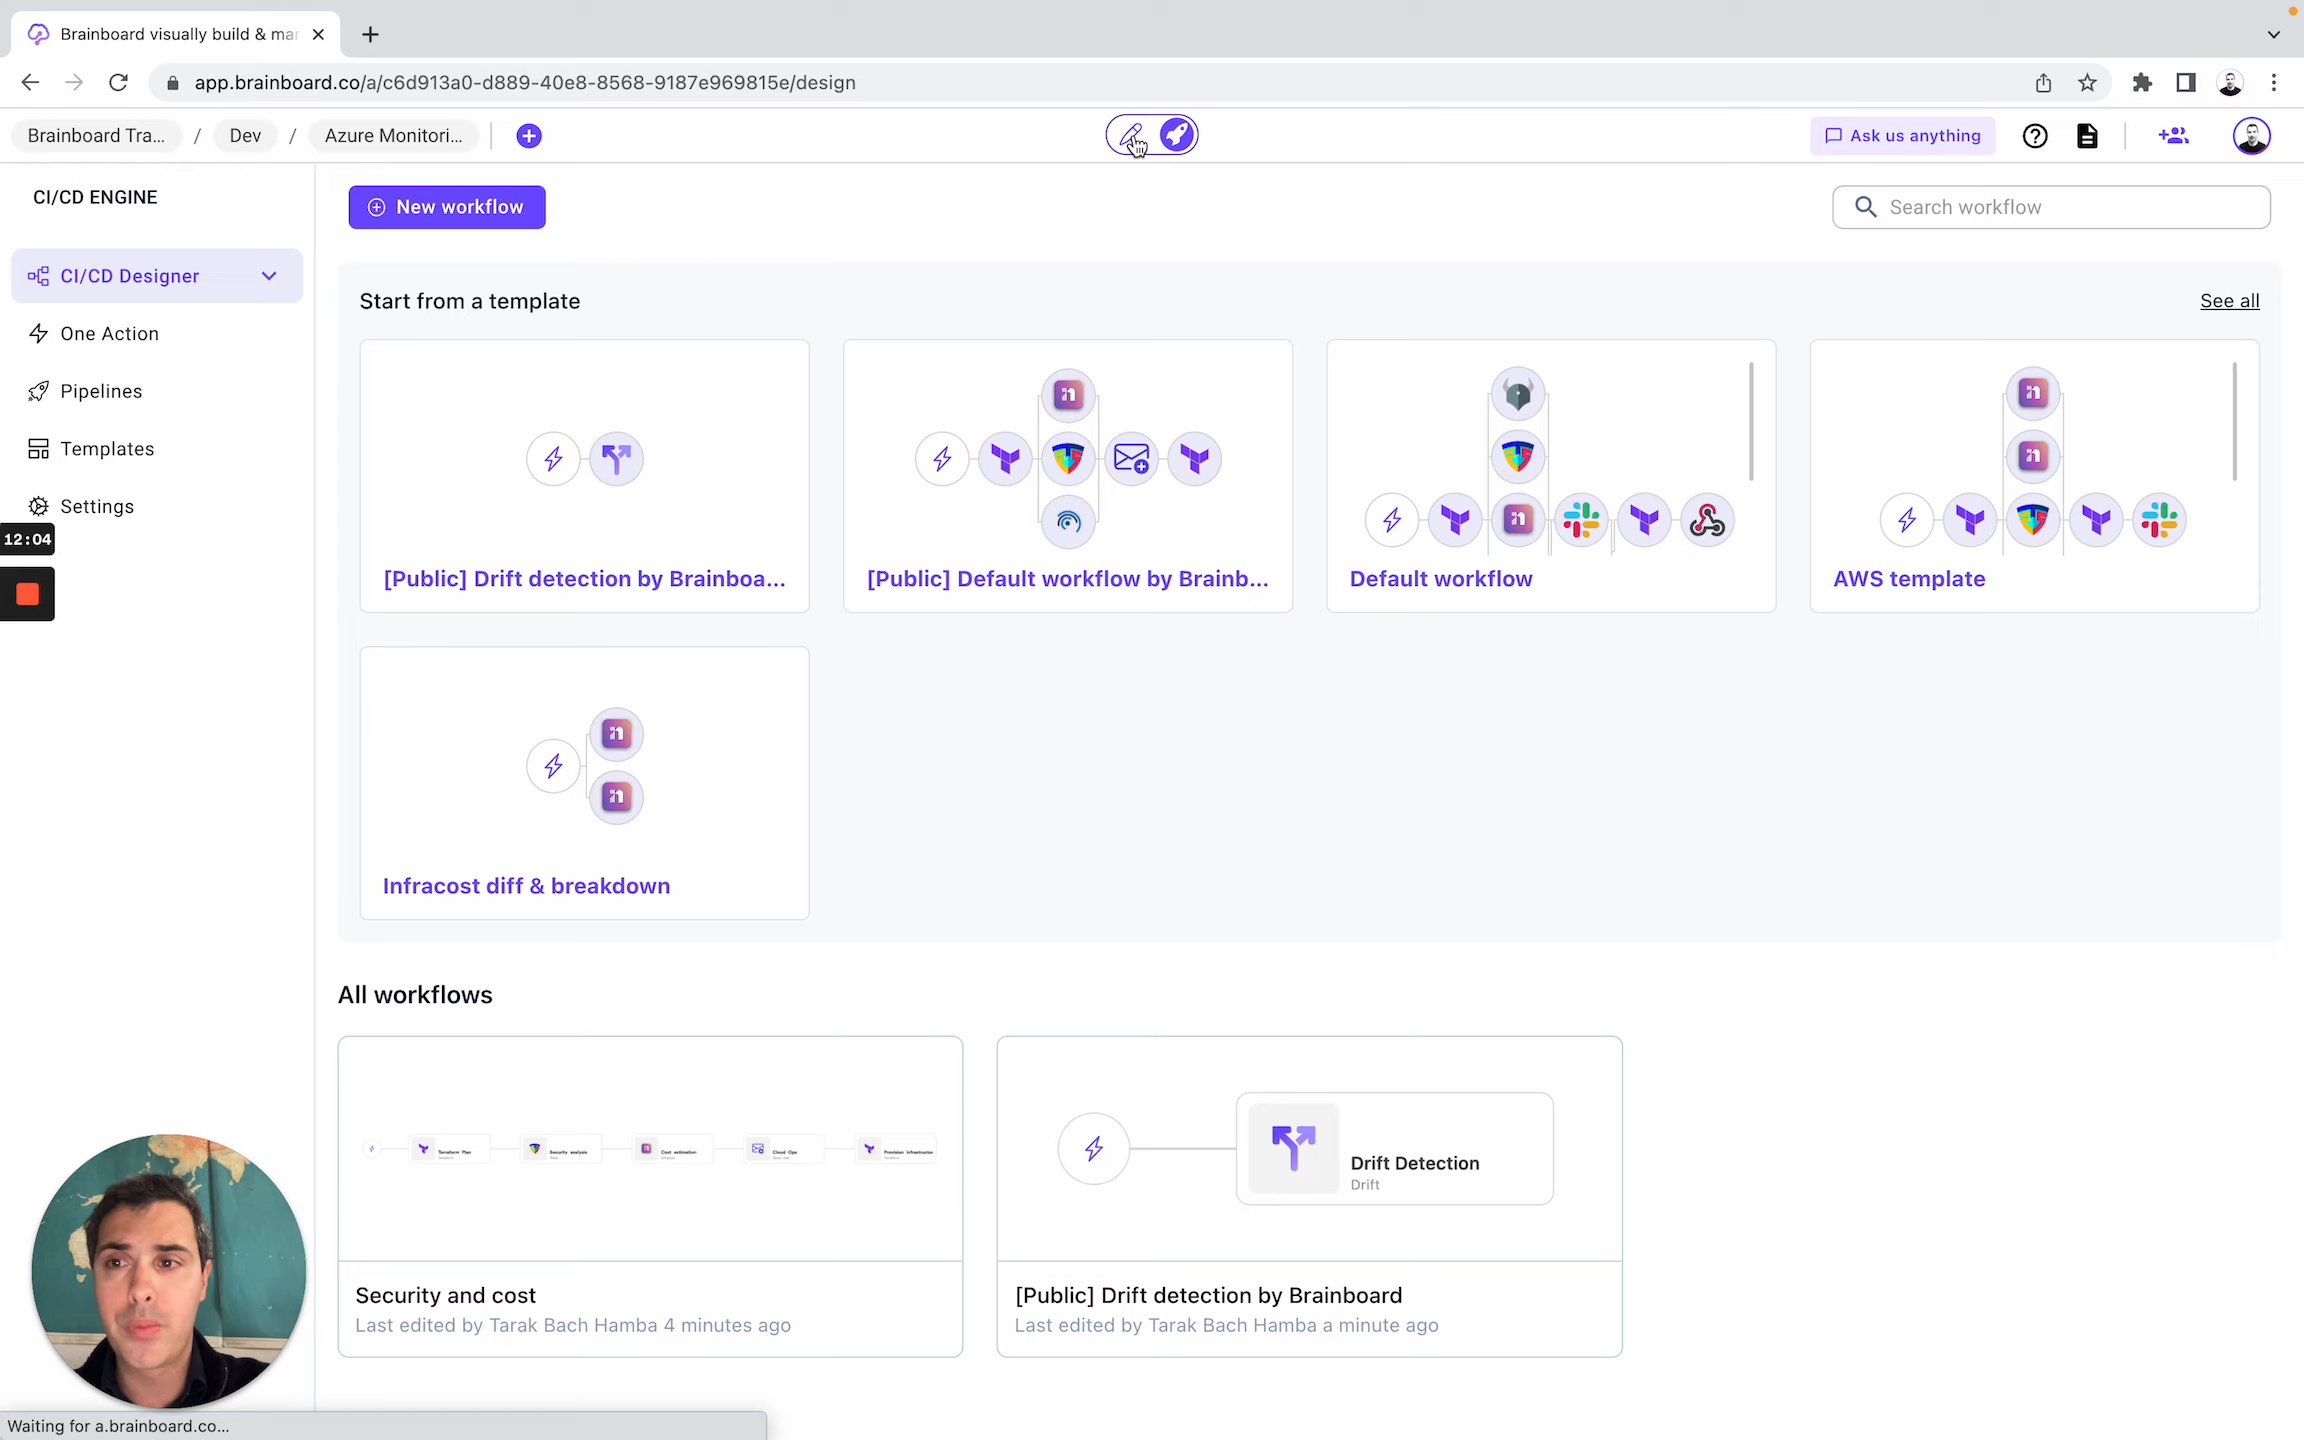 Brainboard visually build & mar
app.brainboard.co/a/c6d913a0-d889-40e8-8568-9187e969815e/design
Brainboard Tra... / Dev / Azure Monitori...
Ask us anything
CI/CD ENGINE
CI/CD Designer
One Action
Pipelines
Templates
Settings
12:04
New workflow
Search workflow
Start from a template
See all
[Public] Drift detection by Brainboa...
[Public] Default workflow by Brainb...
Default workflow
AWS template
Infracost diff & breakdown
All workflows
Terraform Plan
Security analysis
Cost estimation
Cloud Ops
Provision Infrastructur
Drift Detection
Drift
Security and cost
Last edited by Tarak Bach Hamba 4 minutes ago
[Public] Drift detection by Brainboard
Last edited by Tarak Bach Hamba a minute ago
Waiting for a.brainboard.co...